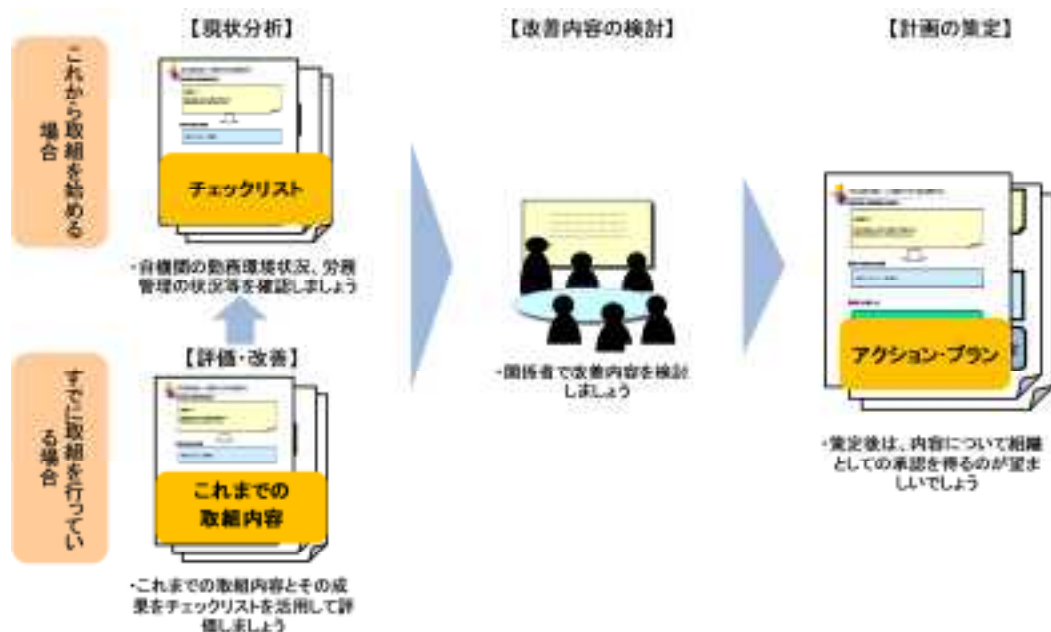 【現状分析】
【改善内容の検討】
【計画の策定】
これから取組を始める
場合
チェックリスト
・自機関の勤務環境状況、労務
管理の状況等を確認しましょう
・関係者で改善内容を検討
しましょう
アクション・プラン
・策定後は、内容について組織
としての承認を得るのが望ま
しいでしょう
すでに取組を行ってい
る場合
【評価・改善】
これまでの
取組内容
・これまでの取組内容とその成
果をチェックリストを活用して評
価しましょう